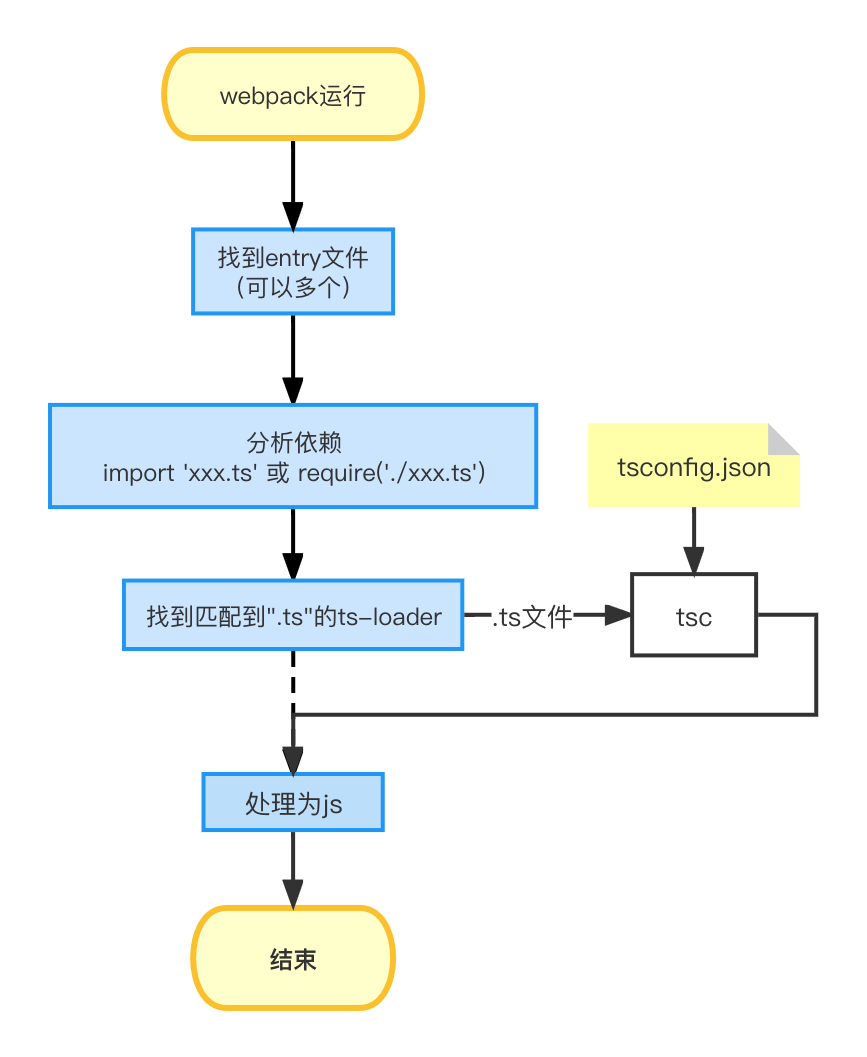 webpack运行
找到entry文件
（可以多个）
分析依赖
import 'xxx.ts' 或 require('./xxx.ts')
tsconfig.json
找到匹配到".ts"的ts-loader
.ts文件
tsc
处理为js
结束